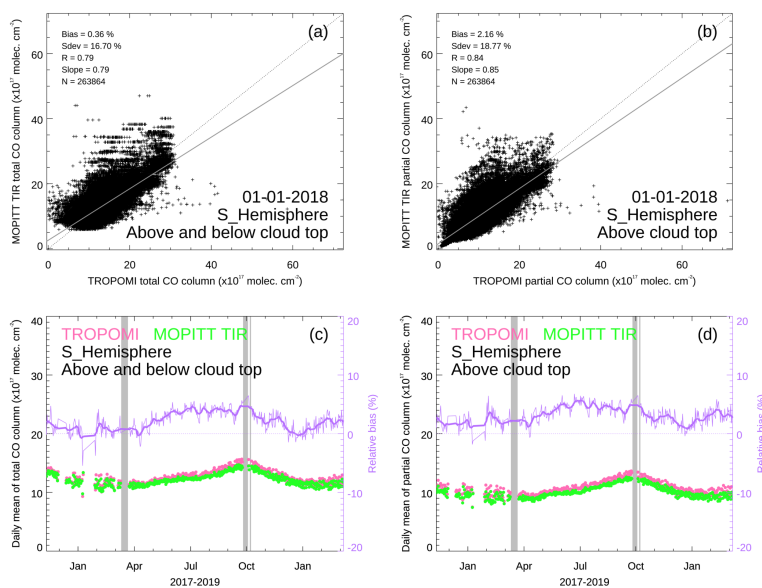 (a)
Bias = 0.36 %
Sdev = 16.70 %
R = 0.79
Slope = 0.79
N = 263864
01-01-2018
S_Hemisphere
Above and below cloud top
60
40
20
0
0 20 40 60
MOPITT TIR total CO column (x10¹⁷ molec. cm⁻²)
TROPOMI total CO column (x10¹⁷ molec. cm⁻²)
(b)
Bias = 2.16 %
Sdev = 18.77 %
R = 0.84
Slope = 0.85
N = 263864
01-01-2018
S_Hemisphere
Above cloud top
60
40
20
0
0 20 40 60
MOPITT TIR partial CO column (x10¹⁷ molec. cm⁻²)
TROPOMI partial CO column (x10¹⁷ molec. cm⁻²)
TROPOMI MOPITT TIR (c)
S_Hemisphere
Above and below cloud top
40
30
20
10
0
20
10
0
-10
-20
Daily mean of total CO column (x10¹⁷ molec. cm⁻²)
Relative bias (%)
Jan Apr Jul Oct Jan
2017-2019
TROPOMI MOPITT TIR (d)
S_Hemisphere
Above cloud top
40
30
20
10
0
20
10
0
-10
-20
Daily mean of partial CO column (x10¹⁷ molec. cm⁻²)
Relative bias (%)
Jan Apr Jul Oct Jan
2017-2019